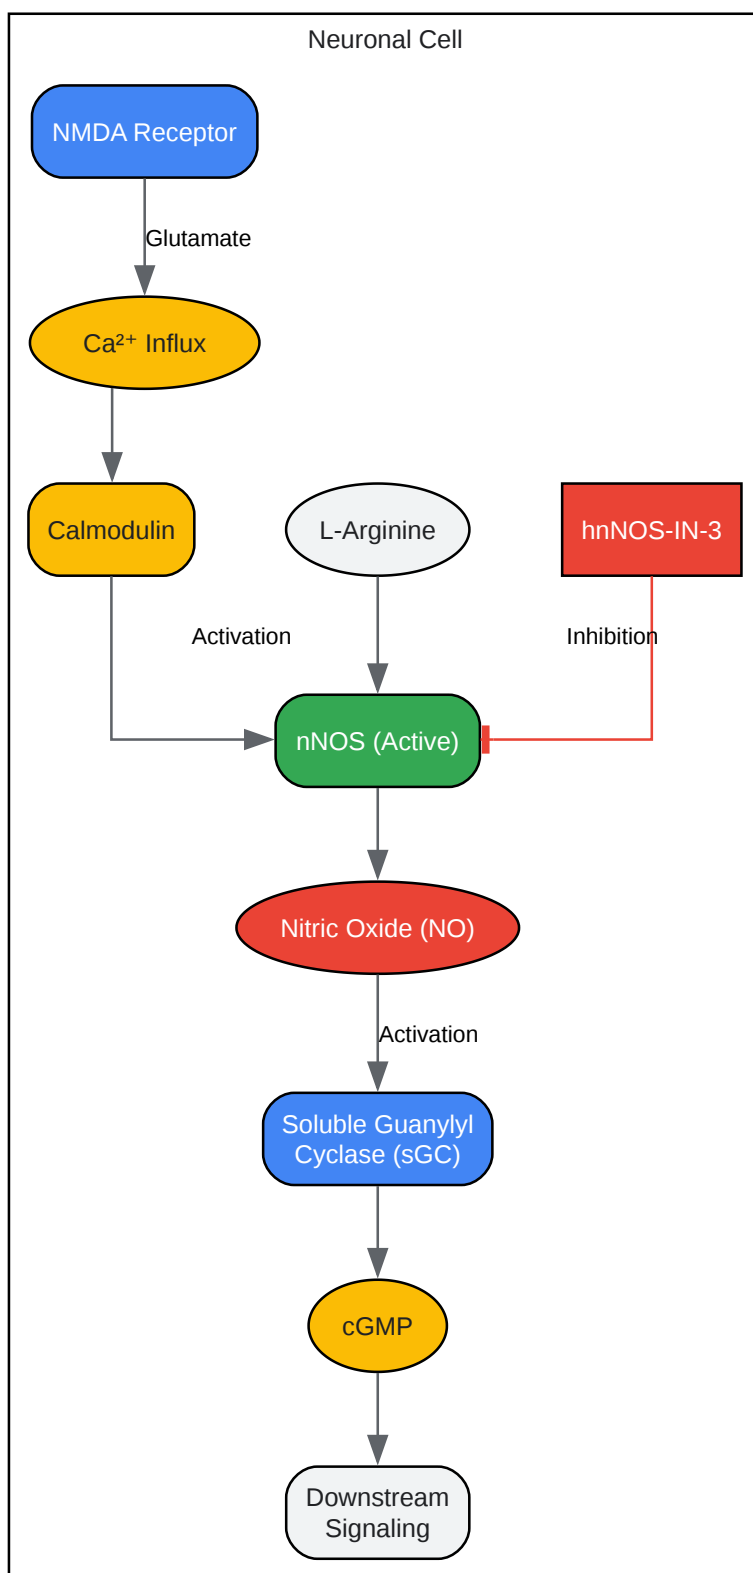 Neuronal Cell
NMDA Receptor
Glutamate
Ca²⁺ Influx
Calmodulin
L-Arginine
hnNOS-IN-3
Activation
Inhibition
nNOS (Active)
Nitric Oxide (NO)
Activation
Soluble Guanylyl
Cyclase (sGC)
cGMP
Downstream
Signaling